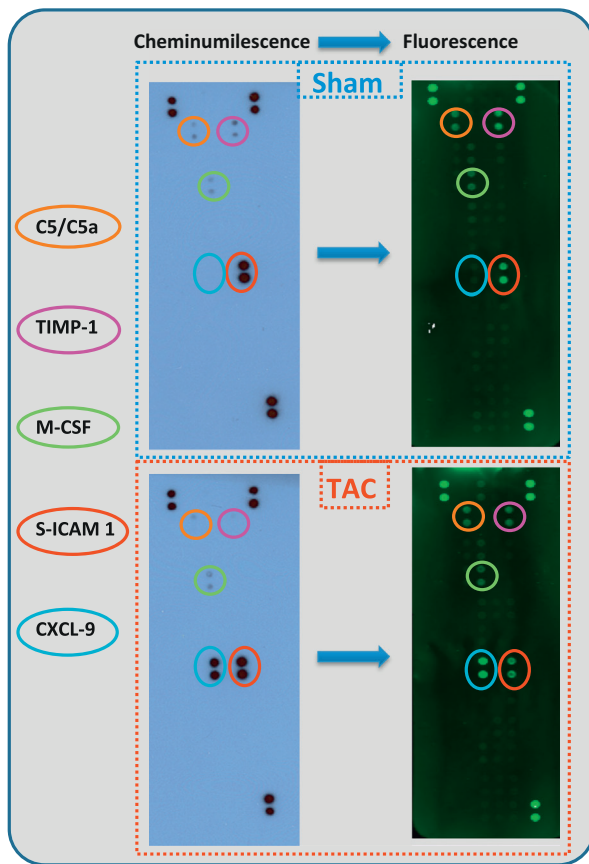 Cheminumilescence Fluorescence
Sham
C5/C5a
TIMP-1
M-CSF
S-ICAM 1
TAC
CXCL-9